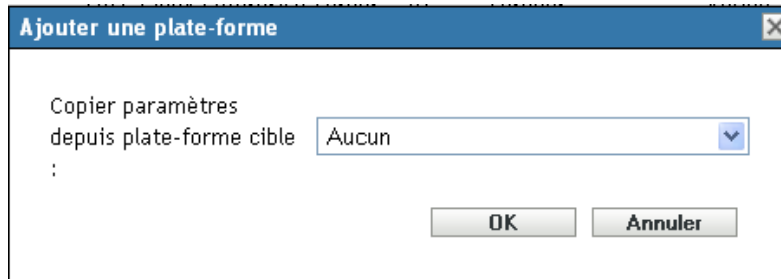 Ajouter une plate-forme
Copier paramètres
depuis plate-forme cible
:
Aucun
OK
Annuler